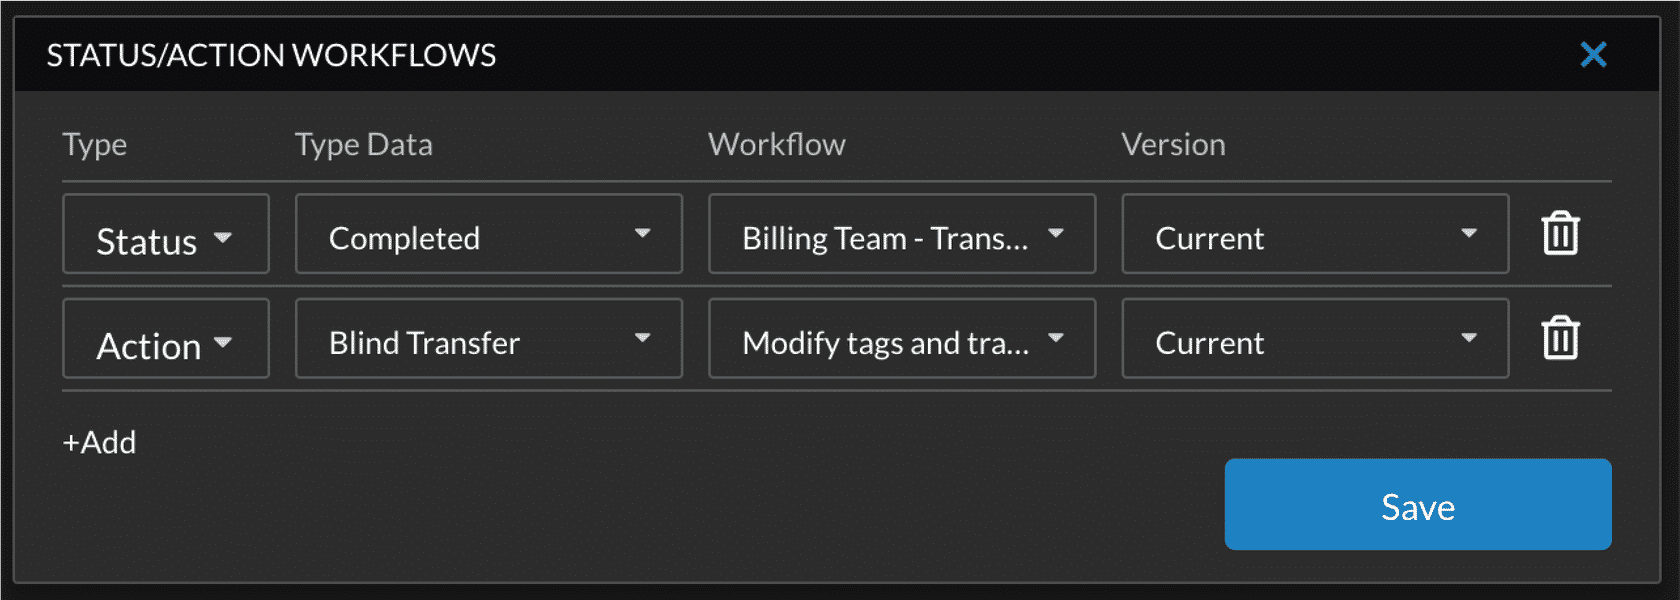 STATUS/ACTION WORKFLOWS
Type Type Data Workflow Version
Status Completed Billing Team - Trans... Current
Action Blind Transfer Modify tags and tra... Current
+Add
Save